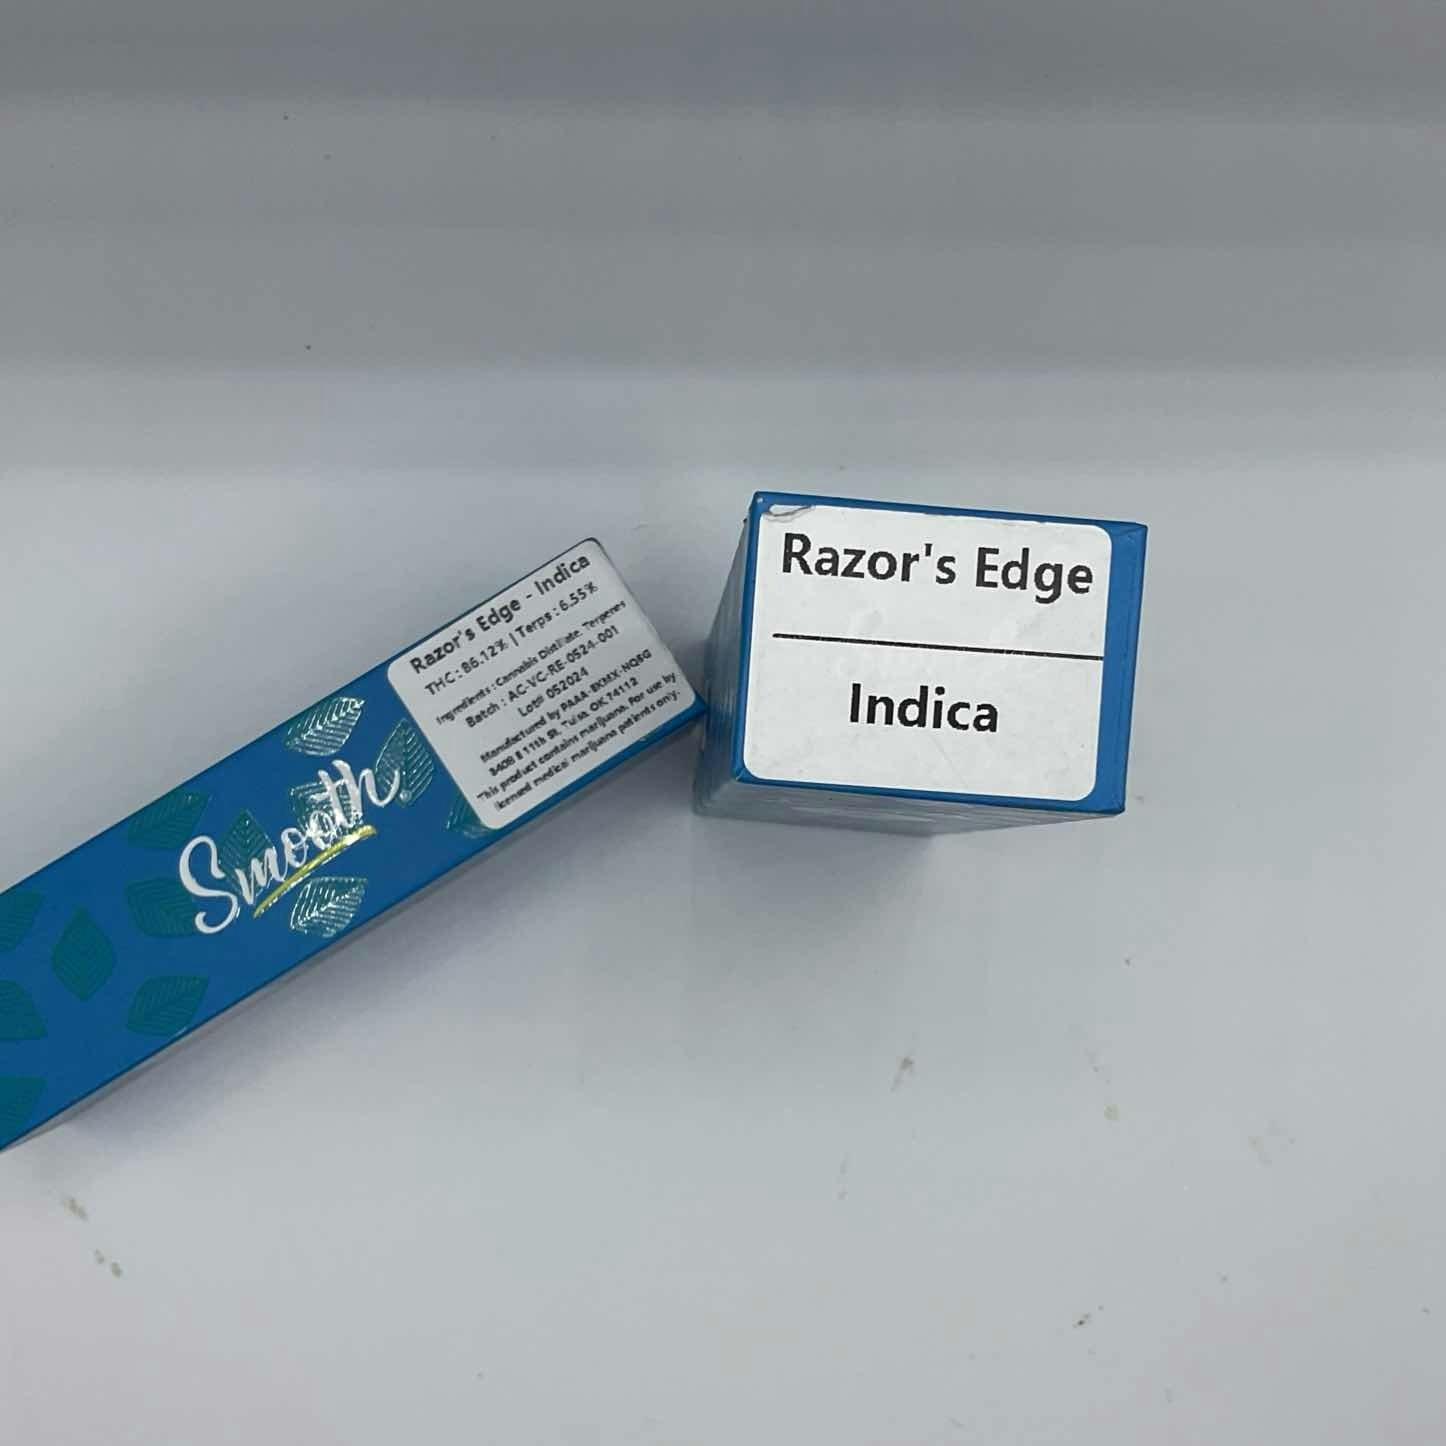 Razor's Edge - Indica
THC : 86.12% | Terps : 6.55%
Ingredients : Cannabis Distillate, Terpenes
Batch : AC-VC-RE-0524-001
Lot# 052024
Manufactured by PAAA-EKMX-NQ5G
8408 E 11th St, Tulsa, OK 74112
This product contains marijuana. For use by
licensed medical marijuana patients only.
Smooth
Razor's Edge
Indica